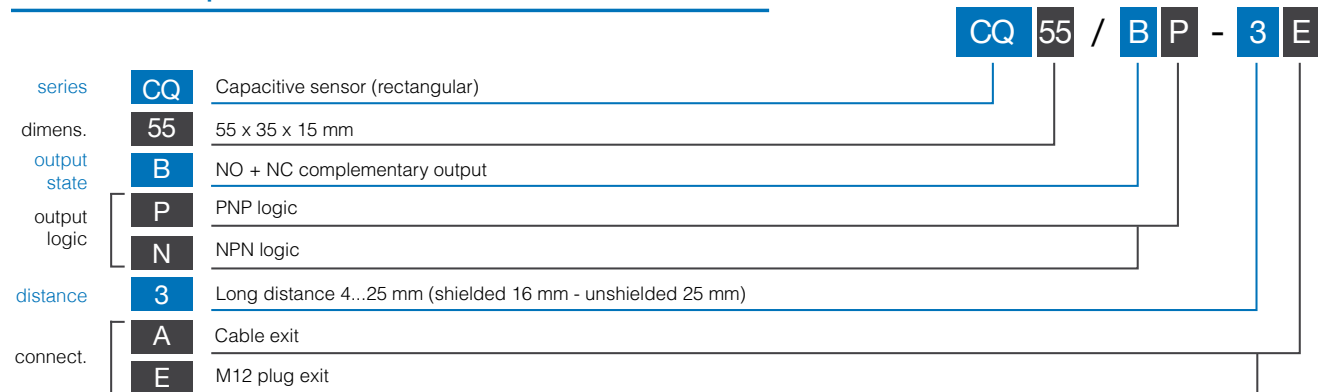 CQ 55 / B P - 3 E
series CQ Capacitive sensor (rectangular)
dimens. 55 55 x 35 x 15 mm
output
state B NO + NC complementary output
output
logic P PNP logic
N NPN logic
distance 3 Long distance 4...25 mm (shielded 16 mm - unshielded 25 mm)
connect. A Cable exit
E M12 plug exit